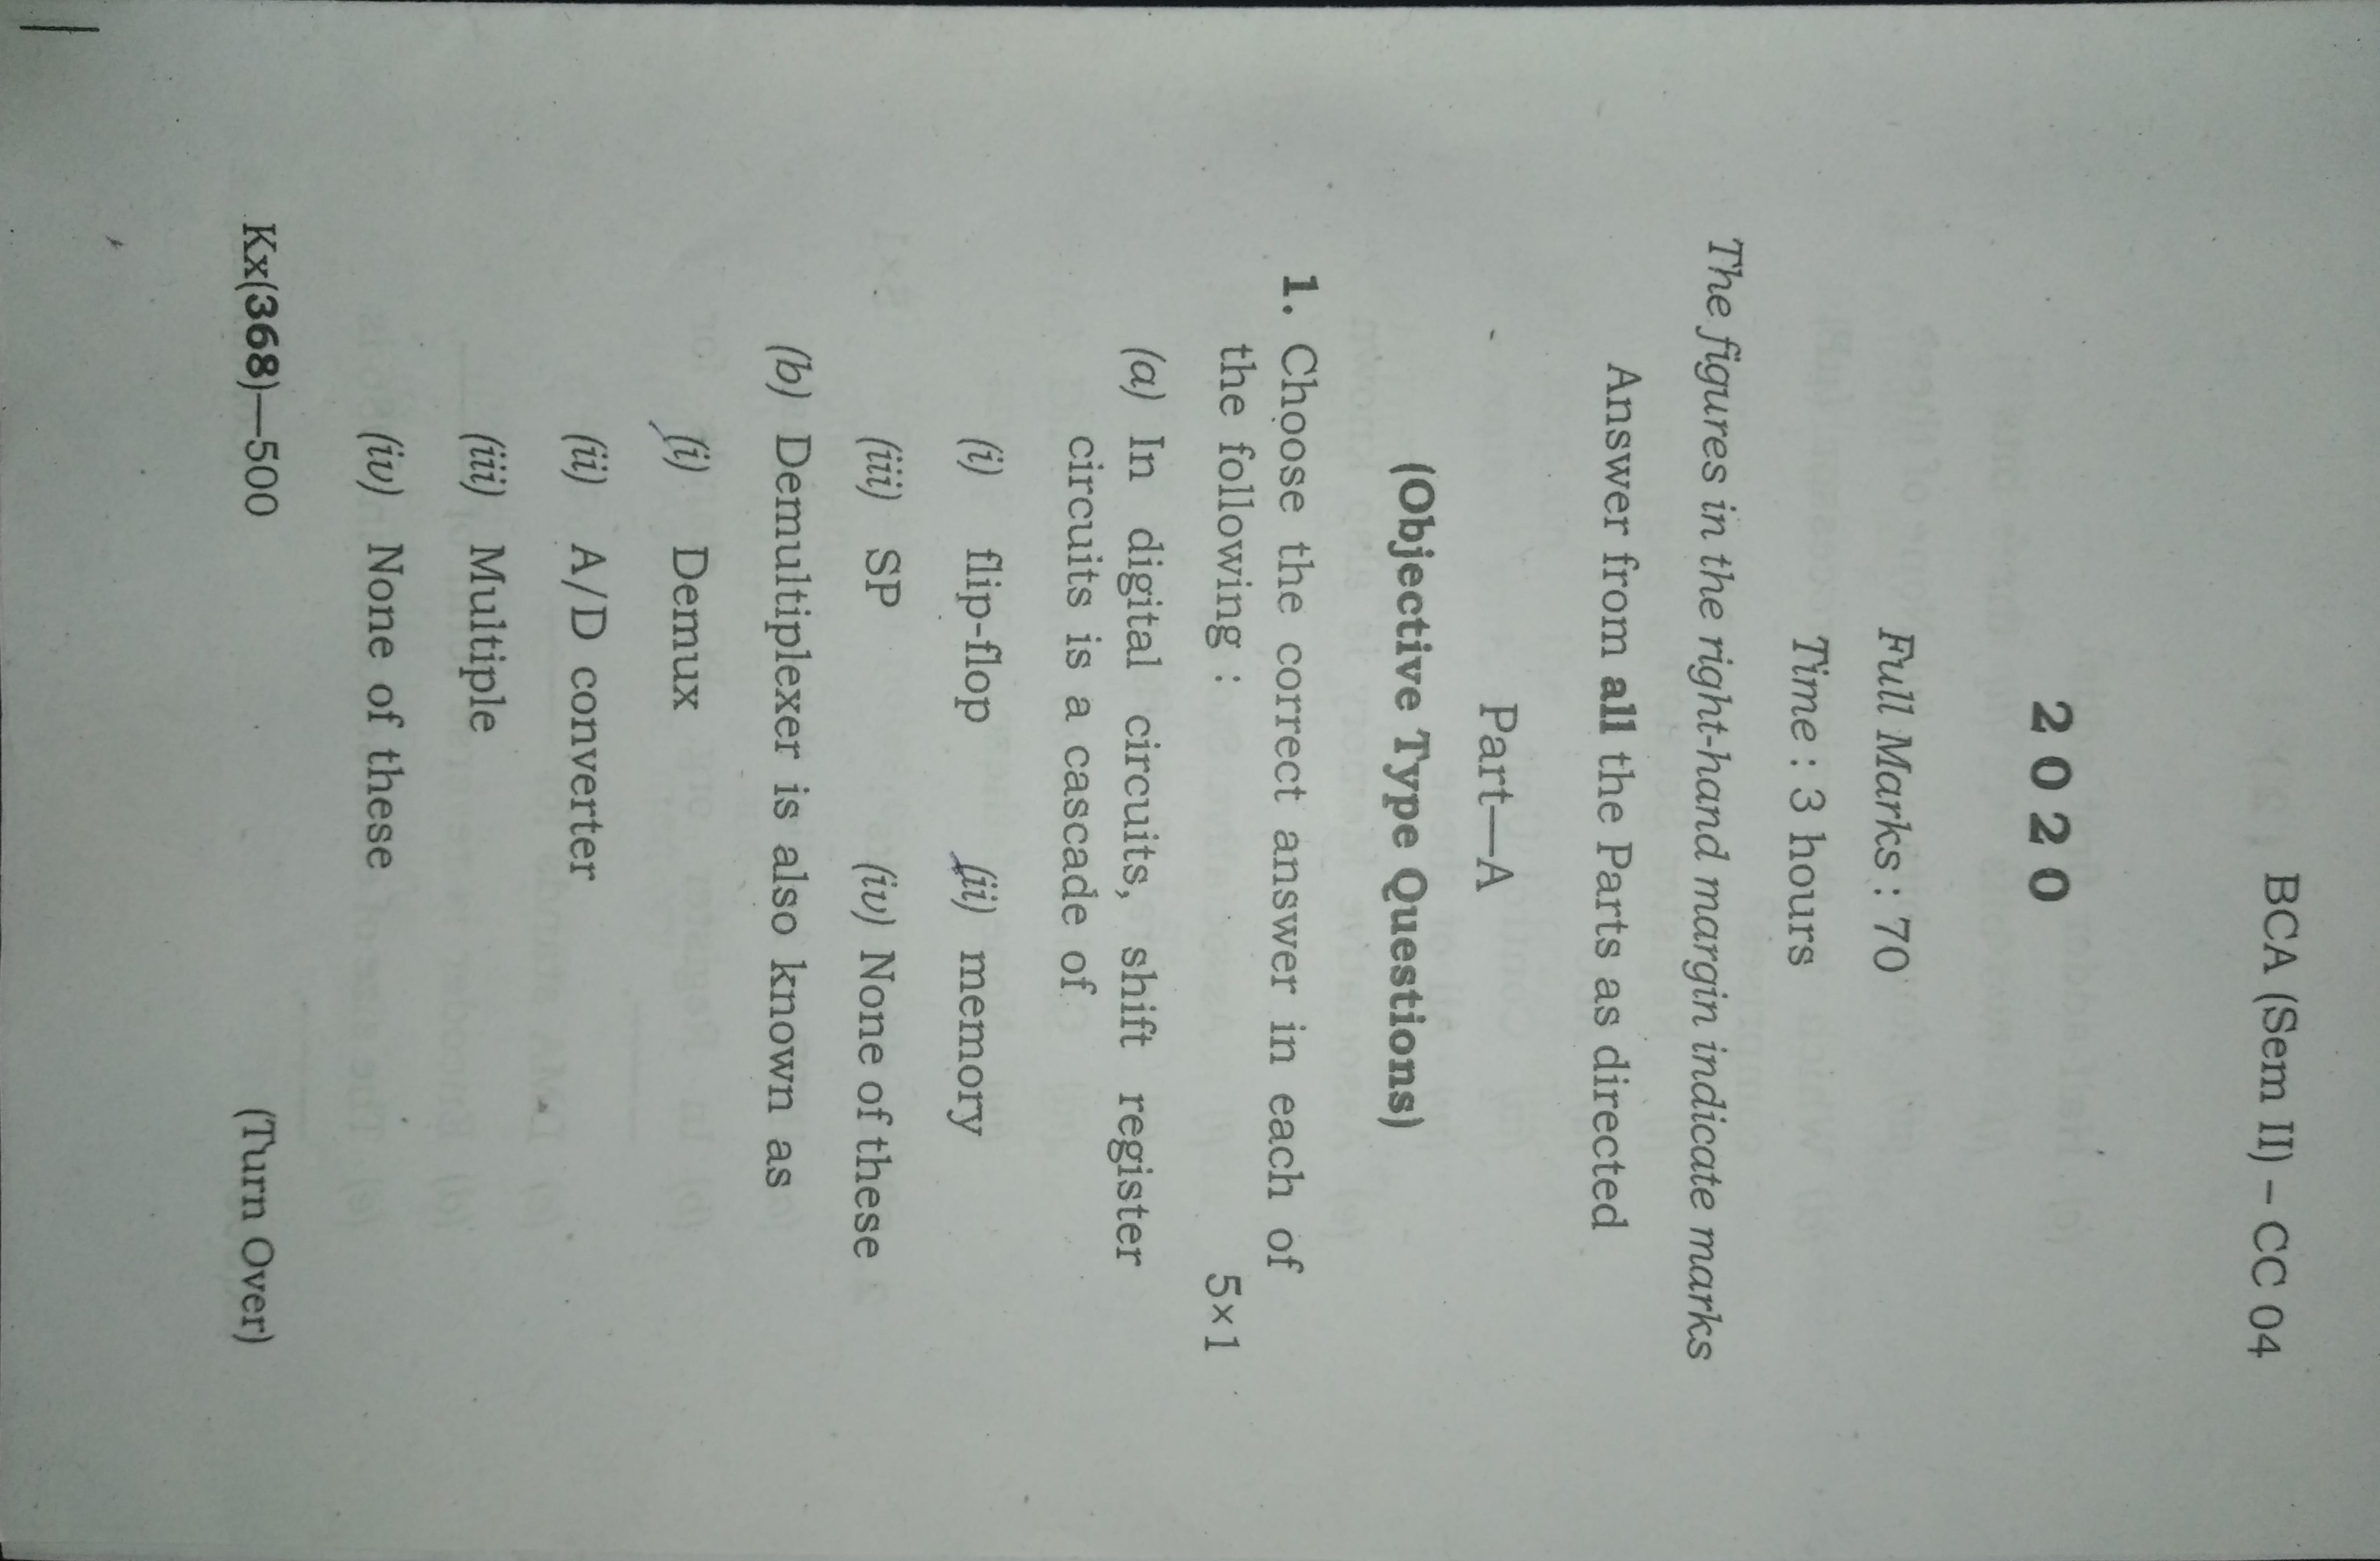 BCA (Sem II) – CC 04
2020
Full Marks : 70
Time : 3 hours
The figures in the right-hand margin indicate marks
Answer from all the Parts as directed
Part—A
(Objective Type Questions)
1. Choose the correct answer in each of
the following : 5×1
(a) In digital circuits, shift register
circuits is a cascade of
(i) flip-flop (ii) memory
(iii) SP (iv) None of these
(b) Demultiplexer is also known as
(i) Demux
(ii) A/D converter
(iii) Multiple
(iv) None of these
Kx(368)—500 (Turn Over)